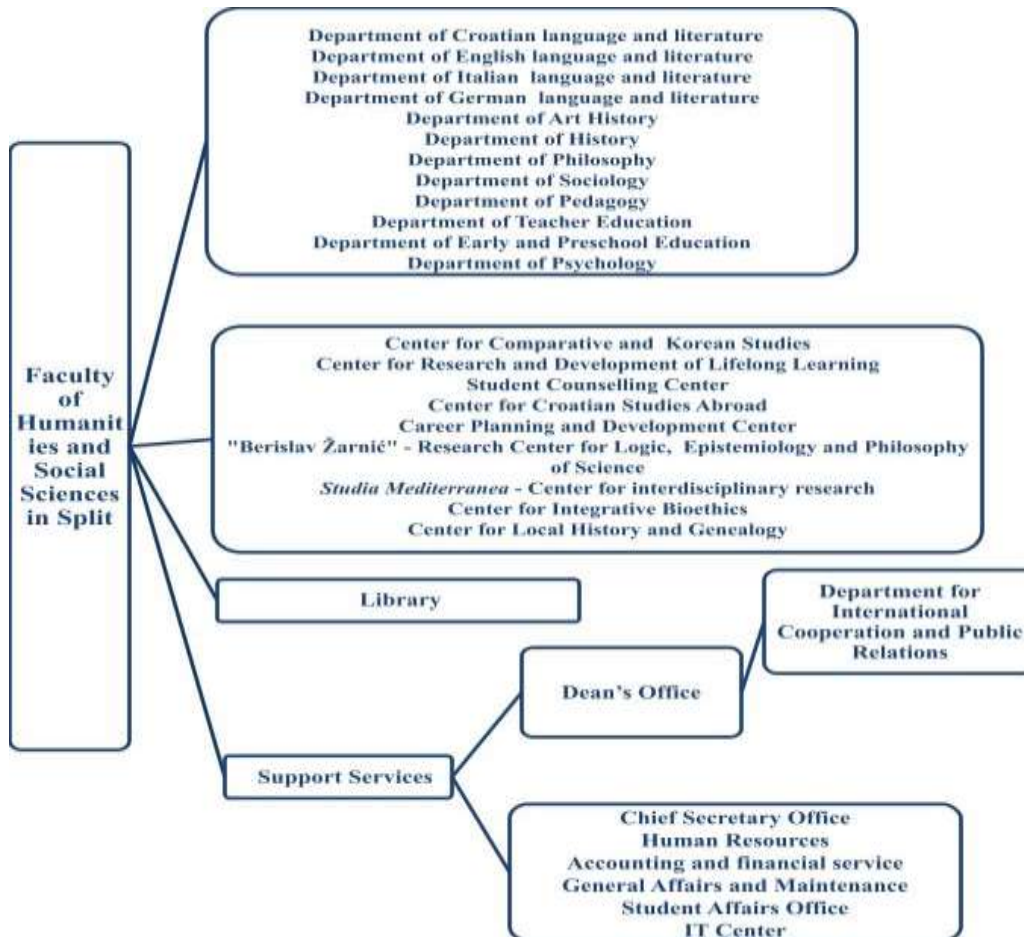 Faculty
of
Humanit
ies and
Social
Sciences
in Split
Department of Croatian language and literature
Department of English language and literature
Department of Italian language and literature
Department of German language and literature
Department of Art History
Department of History
Department of Philosophy
Department of Sociology
Department of Pedagogy
Department of Teacher Education
Department of Early and Preschool Education
Department of Psychology
Center for Comparative and Korean Studies
Center for Research and Development of Lifelong Learning
Student Counselling Center
Center for Croatian Studies Abroad
Career Planning and Development Center
"Berislav Žarnić" - Research Center for Logic, Epistemology and Philosophy
of Science
Studia Mediterranea - Center for interdisciplinary research
Center for Integrative Bioethics
Center for Local History and Genealogy
Library
Support Services
Dean's Office
Department for
International
Cooperation and Public
Relations
Chief Secretary Office
Human Resources
Accounting and financial service
General Affairs and Maintenance
Student Affairs Office
IT Center